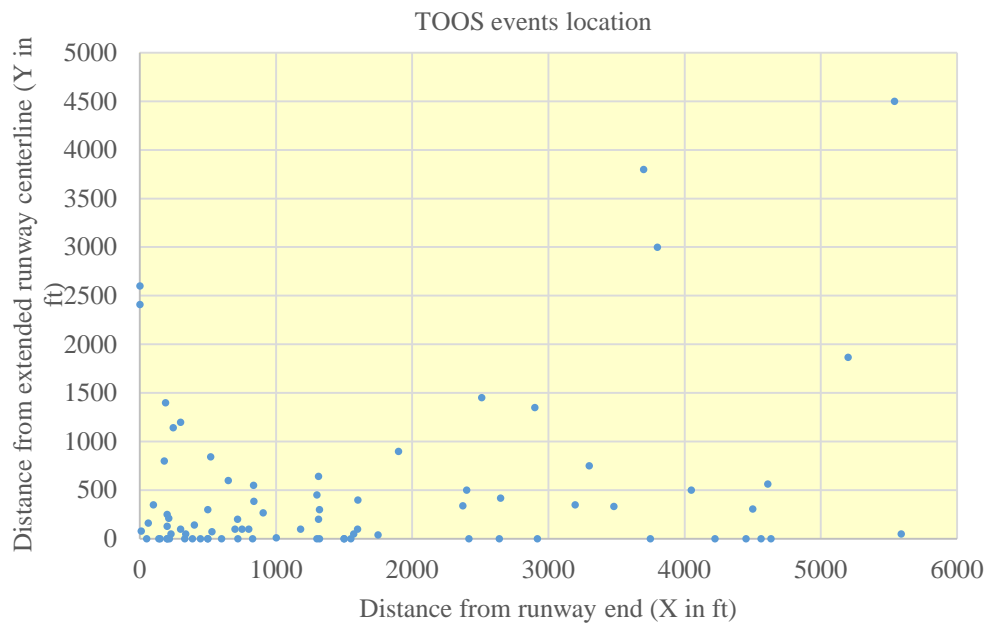 TOOS events location
Distance from extended runway centerline (Y in
ft)
5000
4500
4000
3500
3000
2500
2000
1500
1000
500
0
0 1000 2000 3000 4000 5000 6000
Distance from runway end (X in ft)